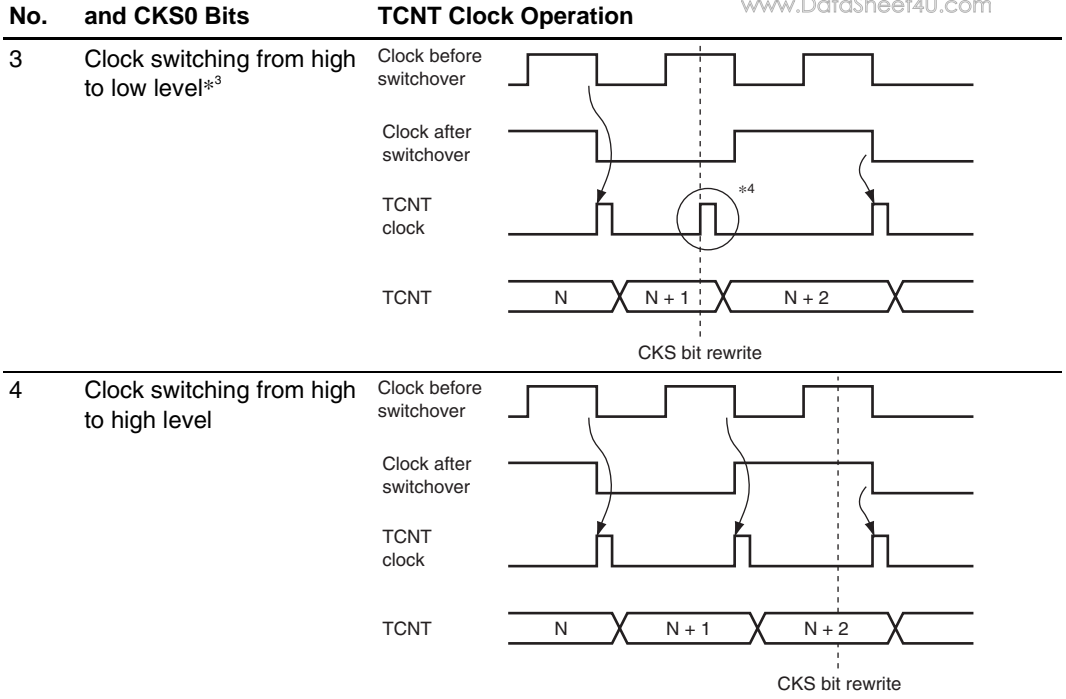 www.DataSheet4U.com
No. and CKS0 Bits TCNT Clock Operation
3 Clock switching from high to low level*3
Clock before switchover
Clock after switchover
TCNT clock
*4
TCNT N N + 1 N + 2
CKS bit rewrite
4 Clock switching from high to high level
Clock before switchover
Clock after switchover
TCNT clock
TCNT N N + 1 N + 2
CKS bit rewrite